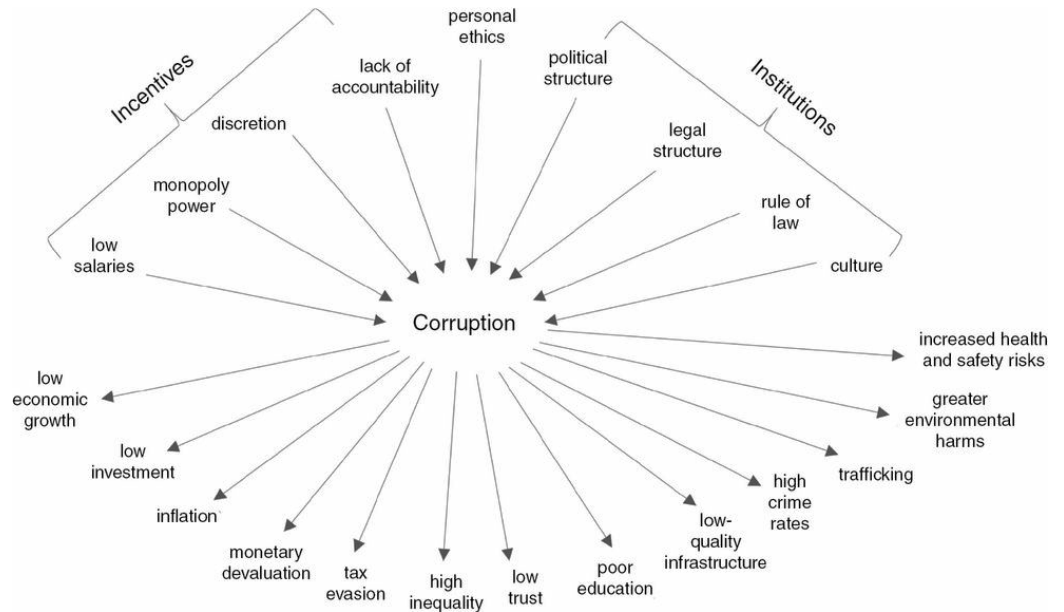 personal
ethics
political
structure
lack of
accountability
Incentives
Institutions
discretion
legal
structure
monopoly
power
rule of
law
low
salaries
culture
Corruption
increased health
and safety risks
low
economic
growth
greater
environmental
harms
low
investment
trafficking
high
crime
rates
inflation
low-
quality
infrastructure
monetary
devaluation
tax
evasion
high
inequality
low
trust
poor
education